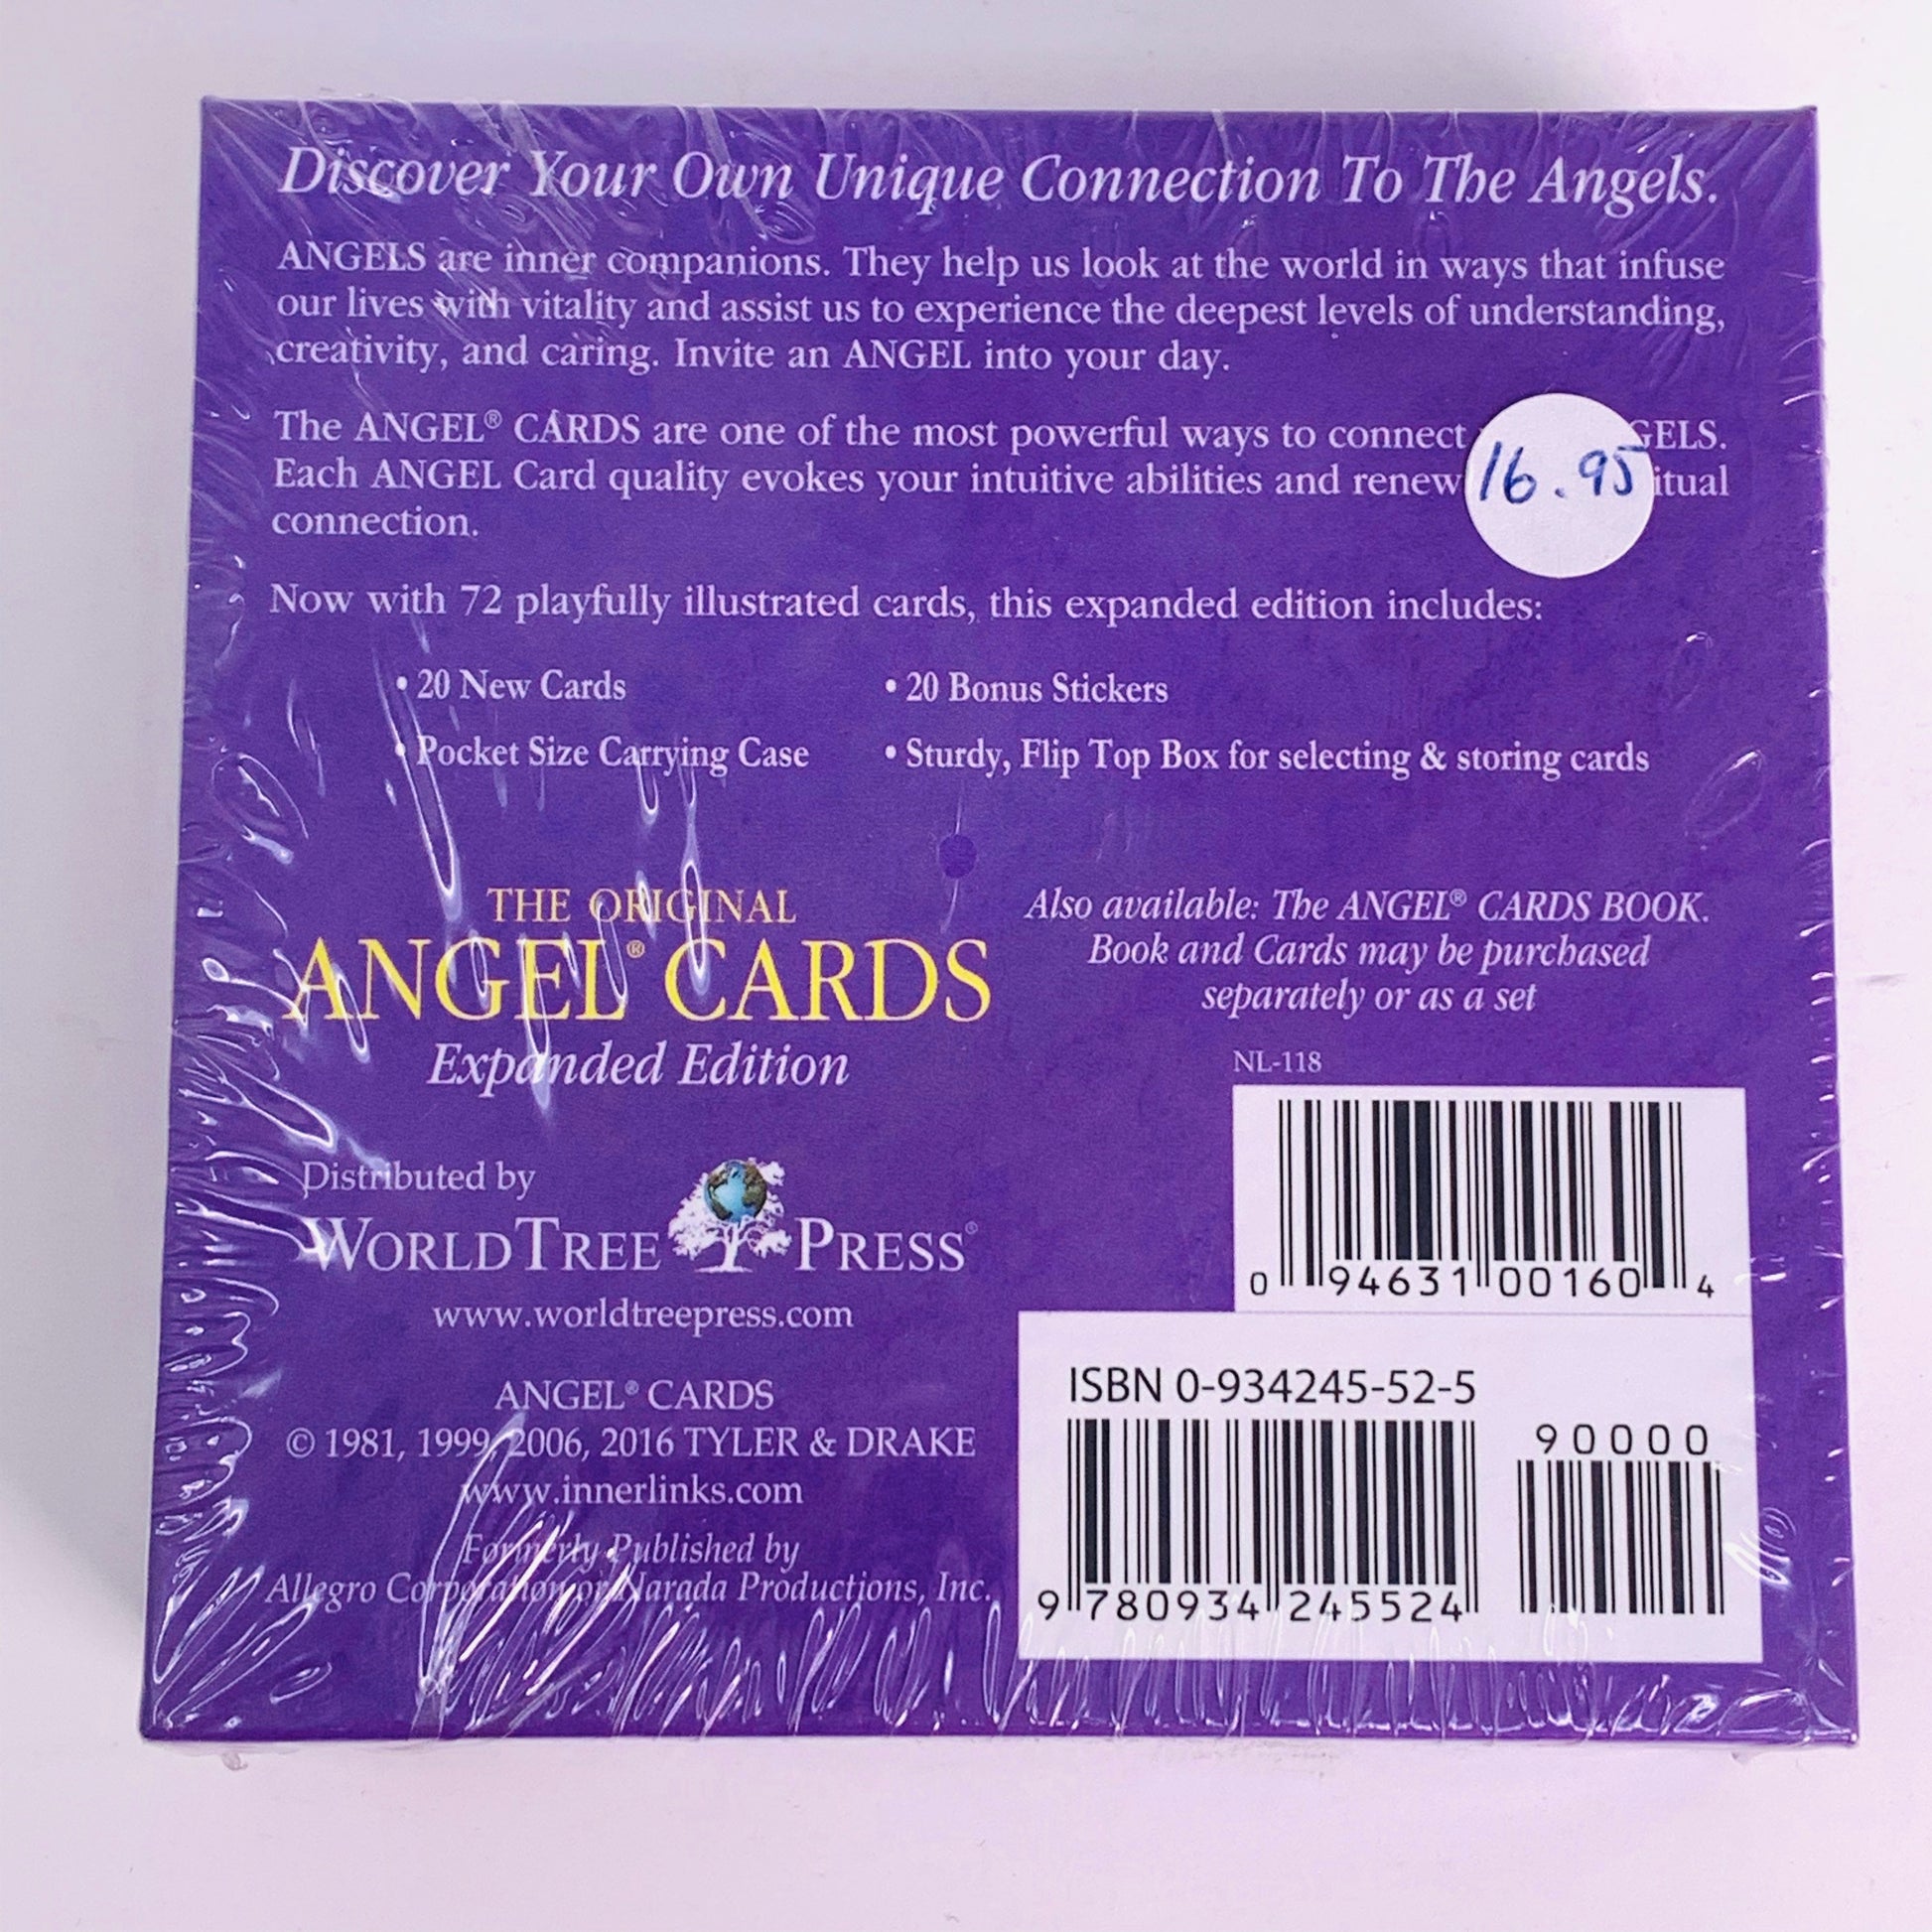 Discover Your Own Unique Connection To The Angels.
ANGELS are inner companions. They help us look at the world in ways that infuse
our lives with vitality and assist us to experience the deepest levels of understanding,
creativity, and caring. Invite an ANGEL into your day.
The ANGEL® CARDS are one of the most powerful ways to connect GELS.
Each ANGEL Card quality evokes your intuitive abilities and renew itual
connection.
16.95
Now with 72 playfully illustrated cards, this expanded edition includes:
• 20 New Cards
• 20 Bonus Stickers
• Pocket Size Carrying Case
• Sturdy, Flip Top Box for selecting & storing cards
THE ORIGINAL
ANGEL® CARDS
Expanded Edition
Also available: The ANGEL® CARDS BOOK.
Book and Cards may be purchased
separately or as a set
NL-118
0 94631 00160 4
Distributed by
WORLDTREE PRESS®
www.worldtreepress.com
ANGEL® CARDS
© 1981, 1999, 2006, 2016 TYLER & DRAKE
www.innerlinks.com
Formerly Published by
Allegro Corporation or Narada Productions, Inc.
ISBN 0-934245-52-5
90000
9 780934 245524